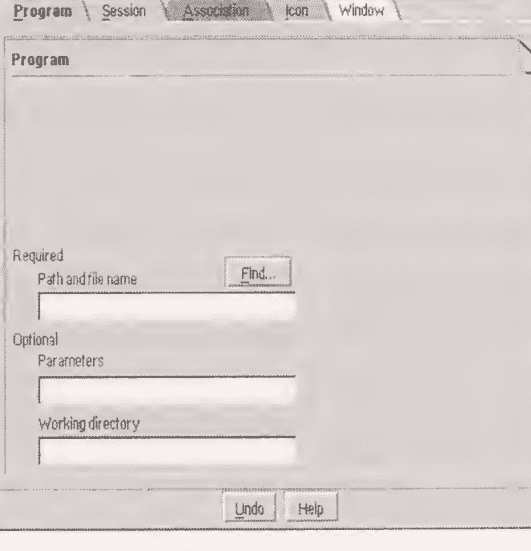 Program Session Association Icon Window
Program
Required
Path and file name
Find...
Optional
Parameters
Working directory
Undo Help